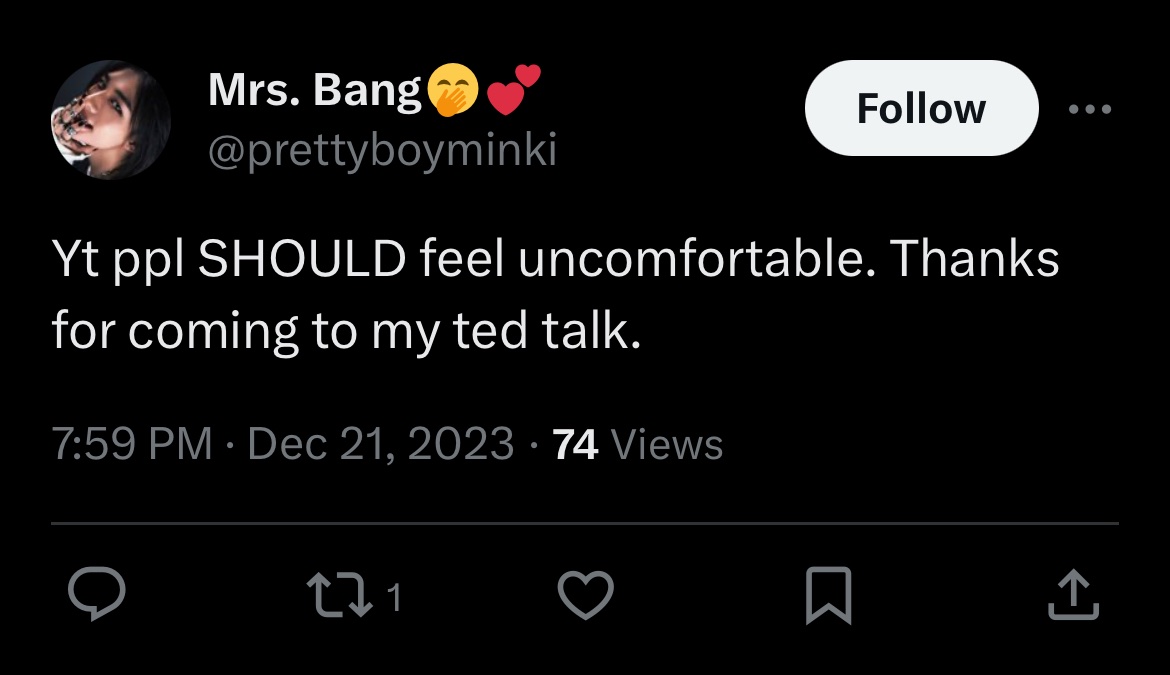 Mrs. Bang🤭💕
Follow
@prettyboyminki
Yt ppl SHOULD feel uncomfortable. Thanks
for coming to my ted talk.
7:59 PM · Dec 21, 2023 · 74 Views
1